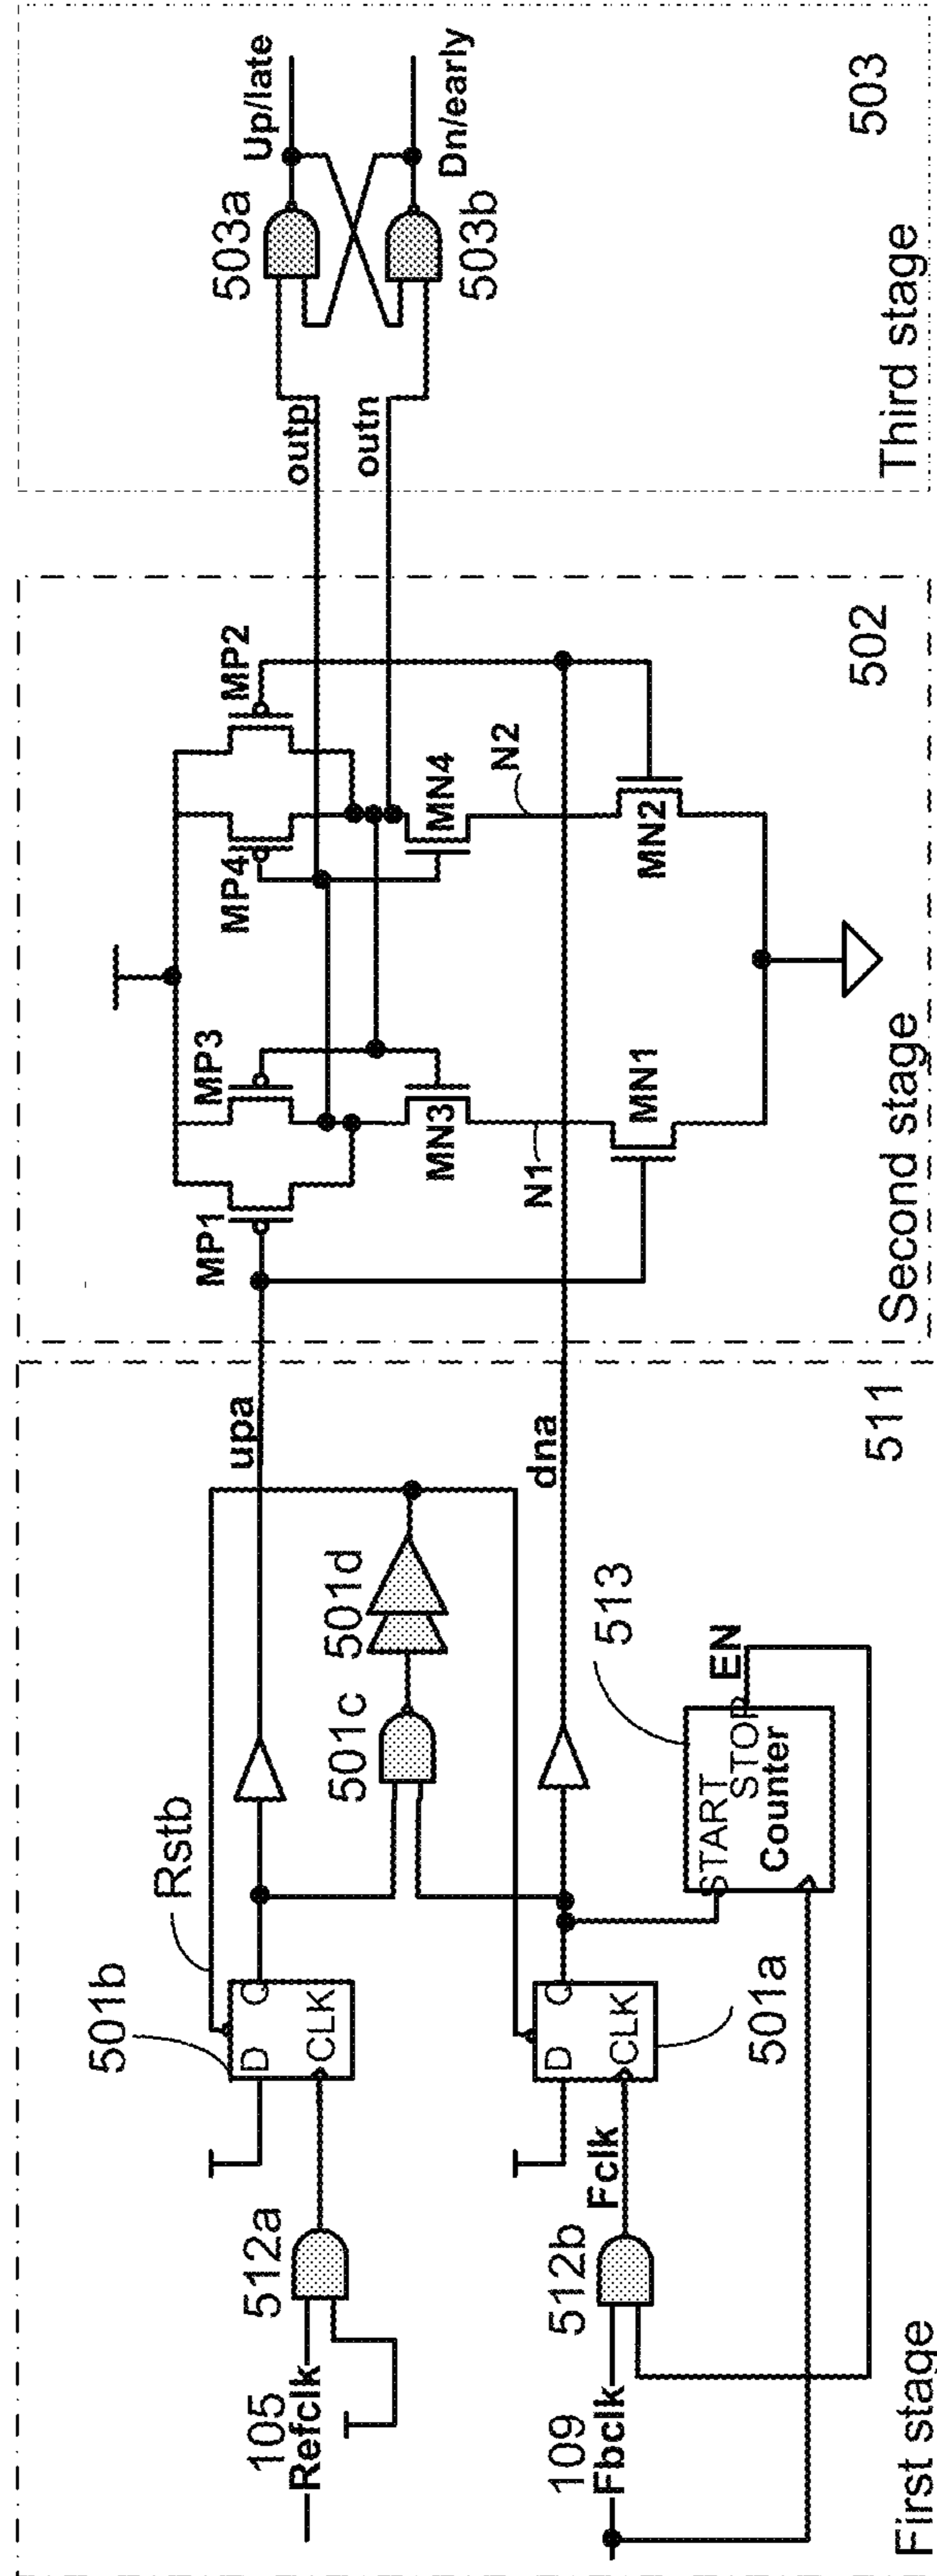 105
Refclk
512a
501b
Rstb
D
Q
CLK
501c
501d
upa
109
Fbclk
512b
Fclk
D
Q
CLK
501a
dna
START
STOP
Counter
EN
513
First stage
511
MP1
MP3
MP4
MP2
MN3
MN4
N1
N2
MN1
MN2
Second stage
502
outp
outn
503a
503b
Up/late
Dn/early
Third stage
503